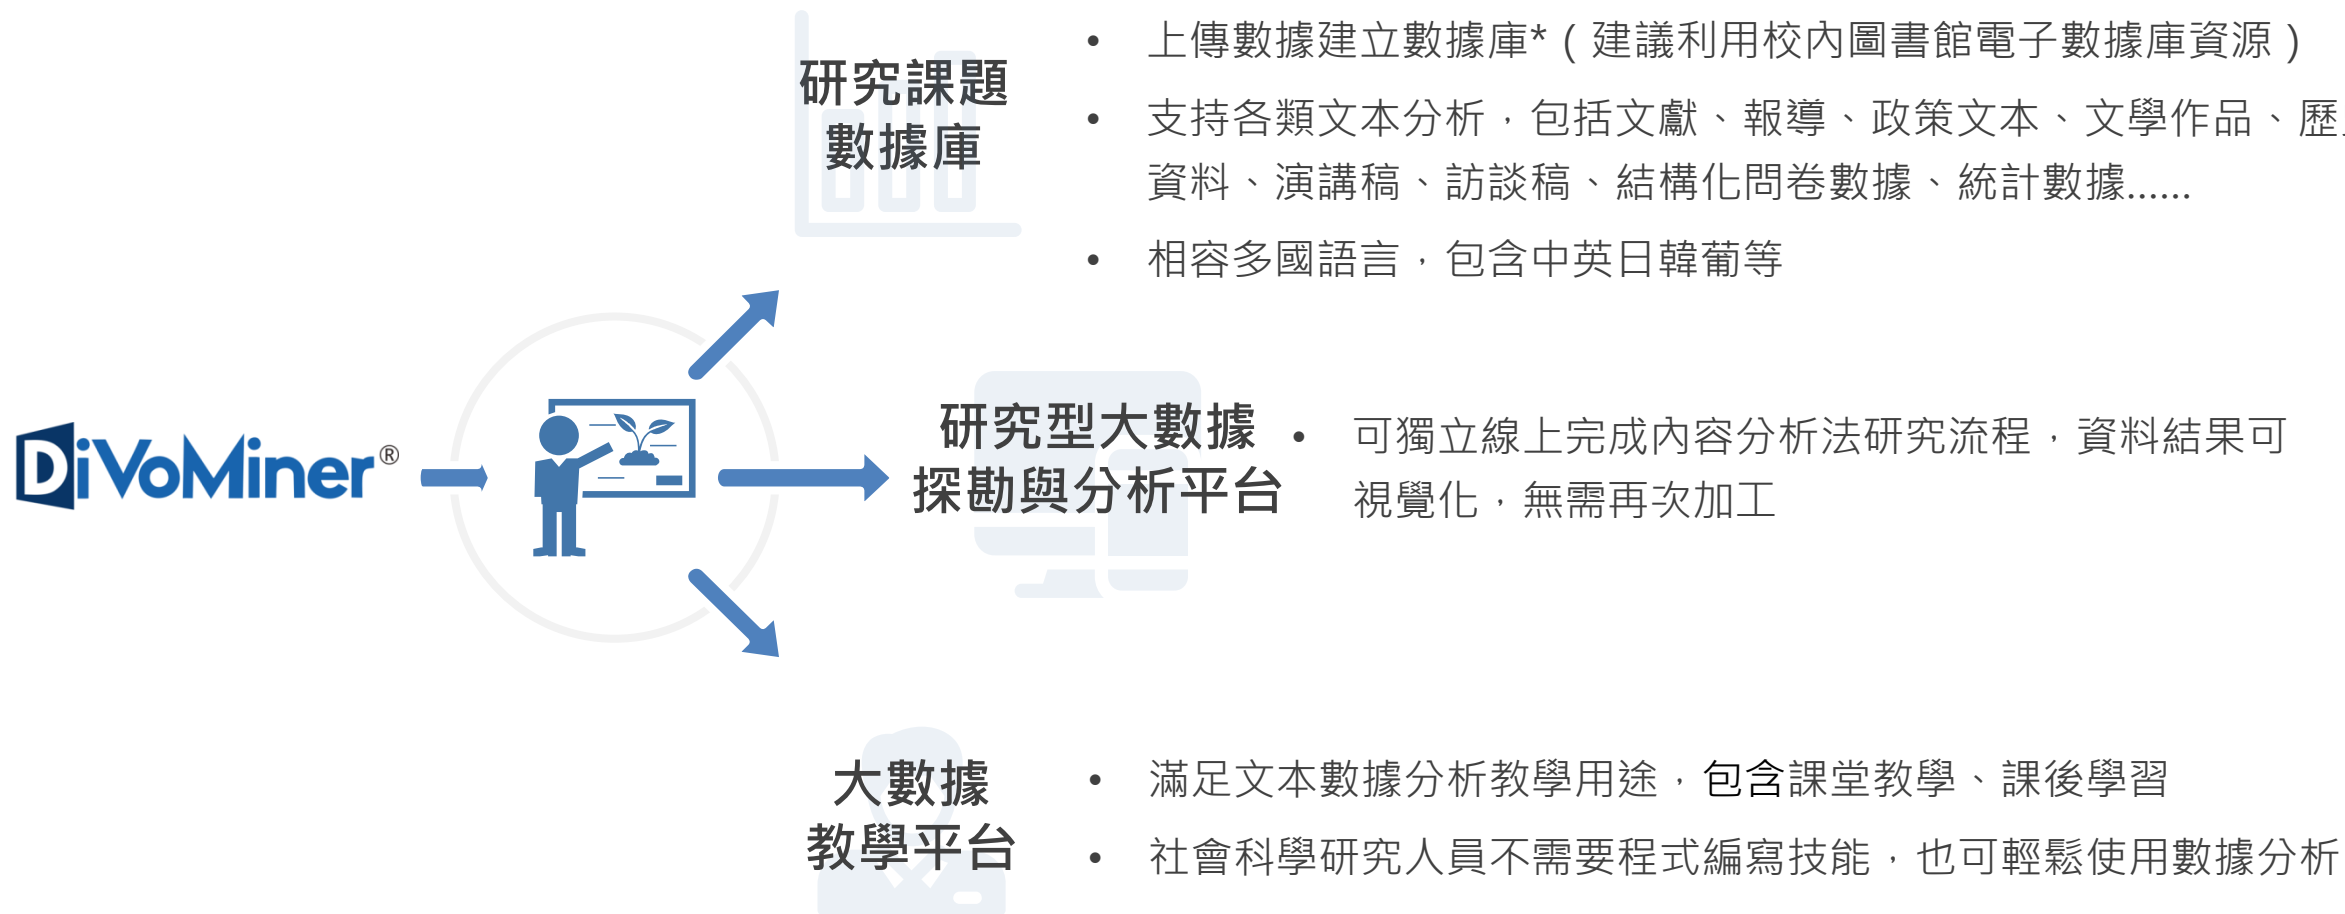 研究課題
數據庫
• 上傳數據建立數據庫*（建議利用校內圖書館電子數據庫資源）
• 支持各類文本分析，包括文獻、報導、政策文本、文學作品、歷
資料、演講稿、訪談稿、結構化問卷數據、統計數據......
• 相容多國語言，包含中英日韓葡等
DiVoMiner®
研究型大數據
探勘與分析平台
• 可獨立線上完成內容分析法研究流程，資料結果可
視覺化，無需再次加工
大數據
教學平台
• 滿足文本數據分析教學用途，包含課堂教學、課後學習
• 社會科學研究人員不需要程式編寫技能，也可輕鬆使用數據分析